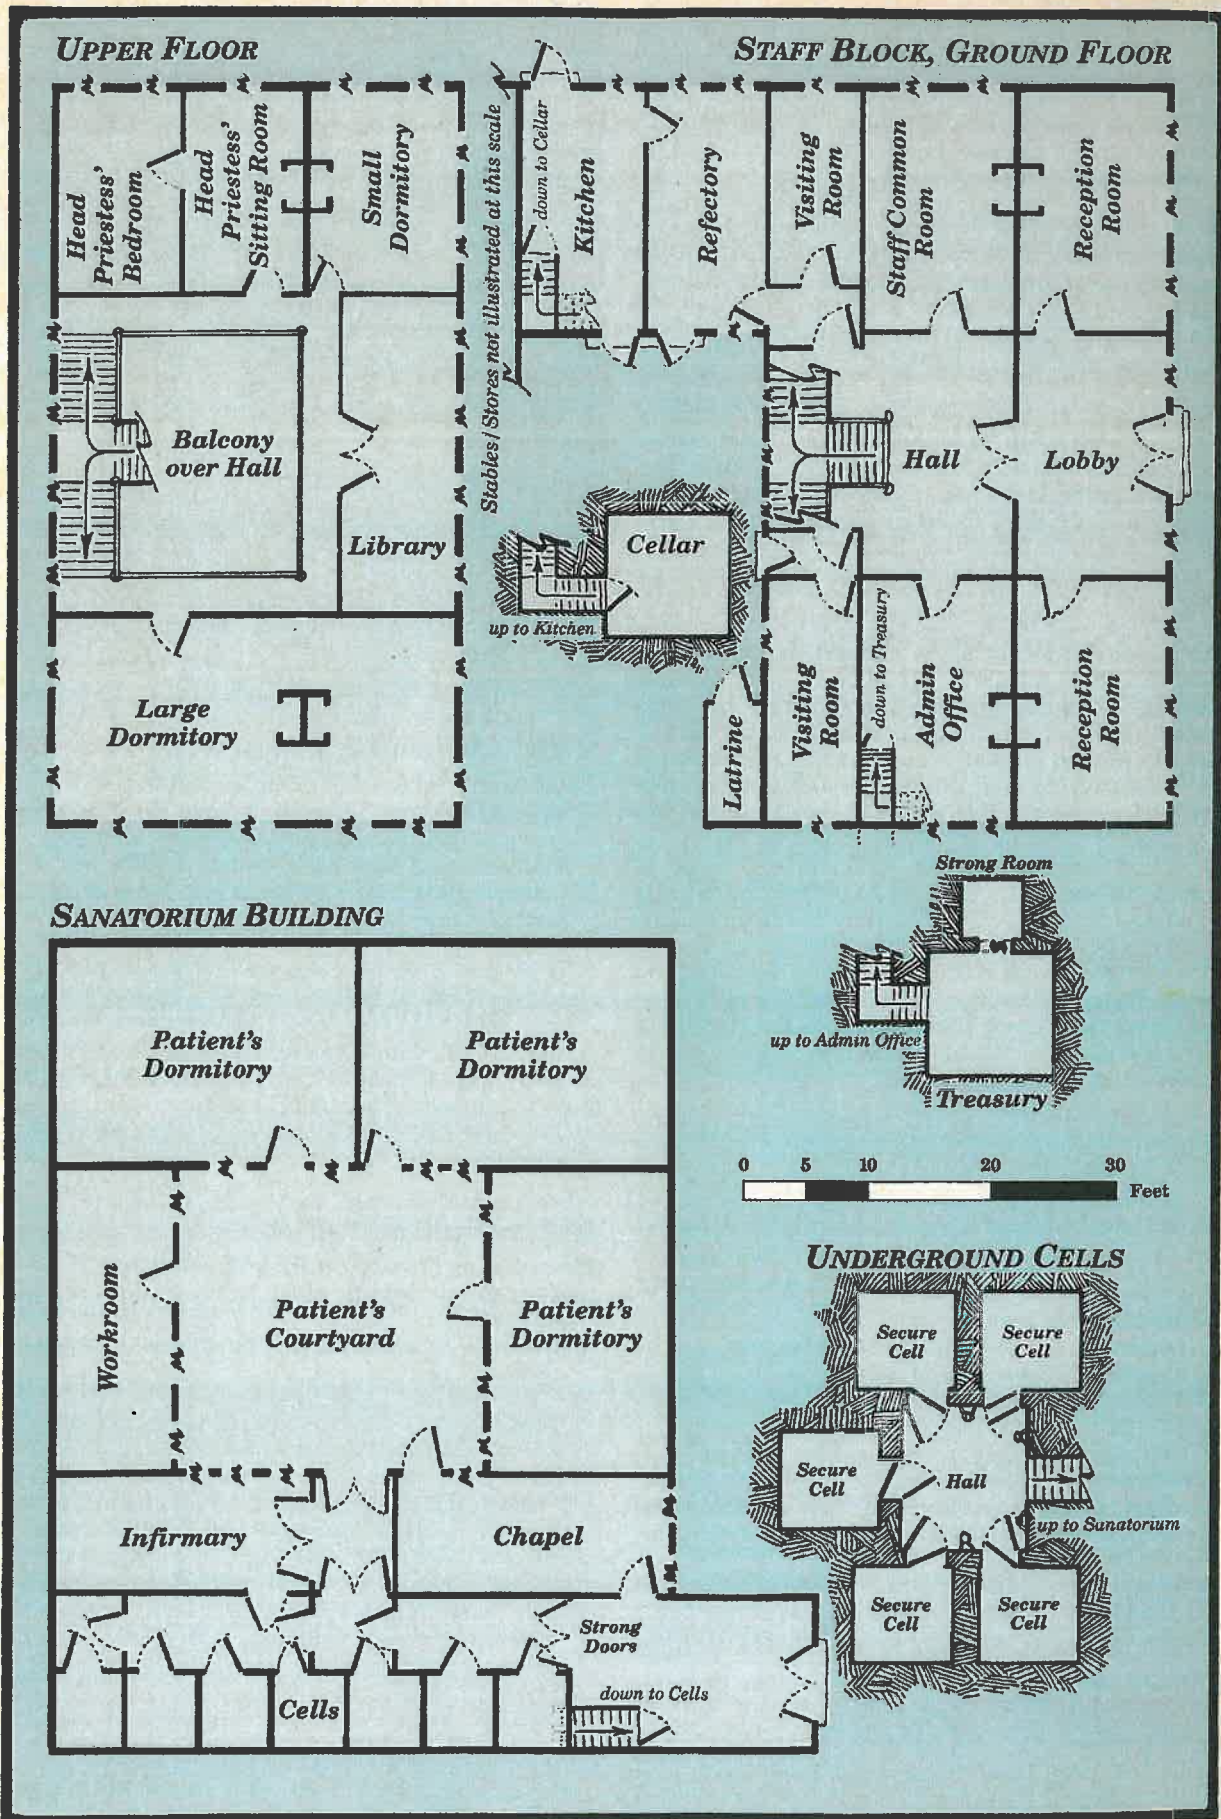 UPPER FLOOR
Head
Priestess'
Bedroom
Head
Priestess'
Sitting Room
Small
Dormitory
Balcony
over Hall
Library
Large
Dormitory
STAFF BLOCK, GROUND FLOOR
Stables/Stores not illustrated at this scale
down to Cellar
Kitchen
Refectory
Visiting
Room
Staff Common
Room
Reception
Room
Hall
Lobby
Cellar
up to Kitchen
Latrine
Visiting
Room
down to Treasury
Admin
Office
Reception
Room
Strong Room
up to Admin Office
Treasury
SANATORIUM BUILDING
Patient's
Dormitory
Patient's
Dormitory
Workroom
Patient's
Courtyard
Patient's
Dormitory
Infirmary
Chapel
Strong
Doors
Cells
down to Cells
0 5 10 20 30
Feet
UNDERGROUND CELLS
Secure
Cell
Secure
Cell
Secure
Cell
Hall
up to Sanatorium
Secure
Cell
Secure
Cell